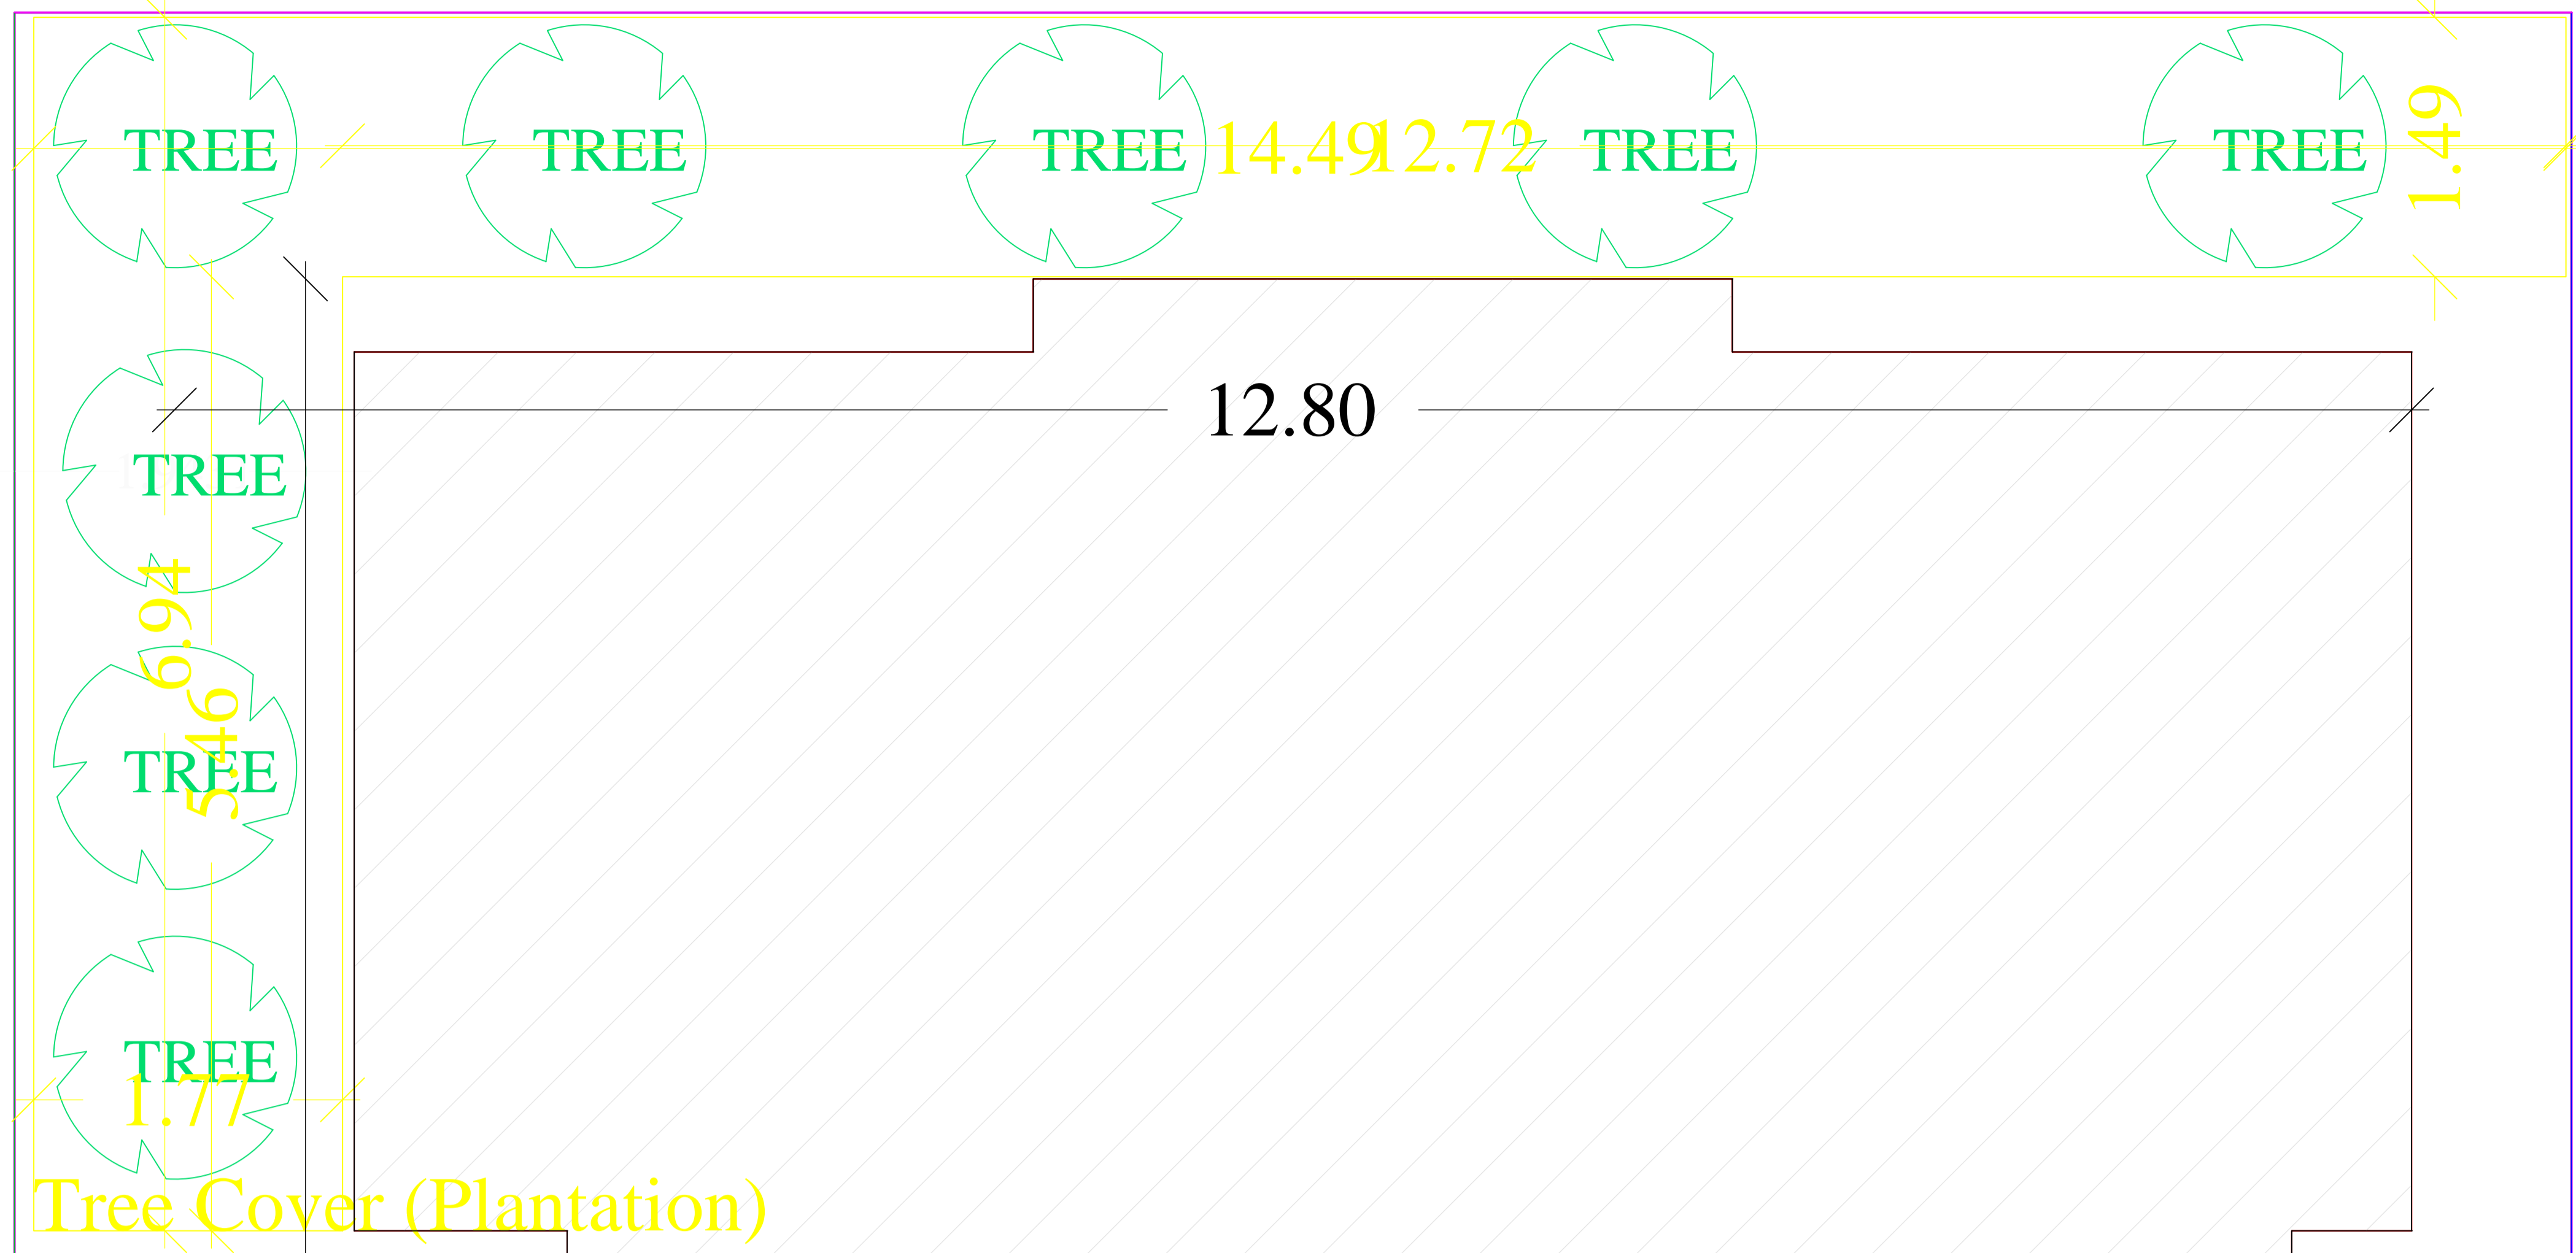 TREE TREE TREE 14.49 12.72 TREE TREE 1.49
12.80
TREE
6.94
5.46
TREE
TREE
1.77
Tree Cover (Plantation)